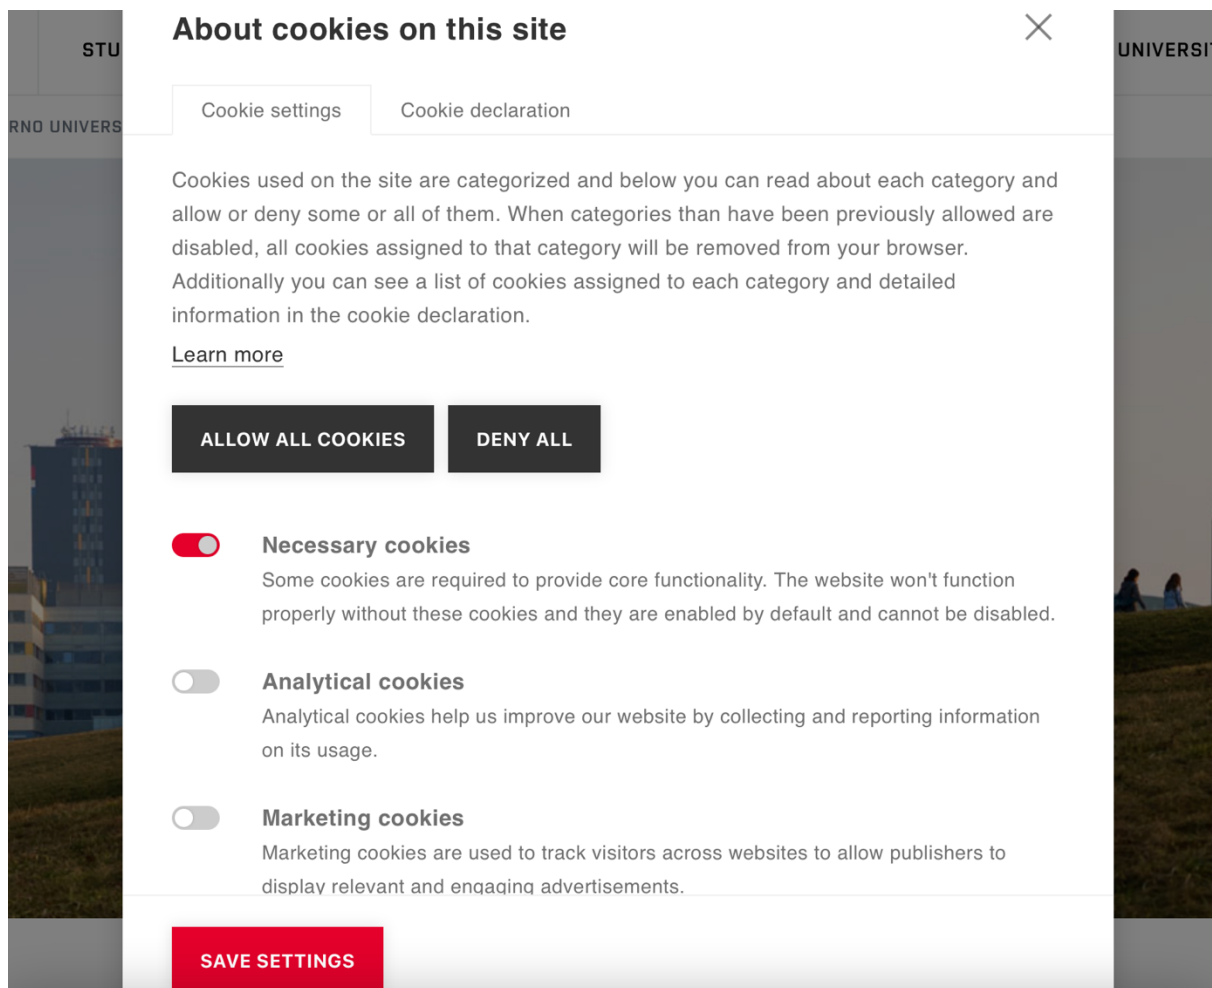 About cookies on this site
STU
UNIVERSI
Cookie settings
Cookie declaration
RNO UNIVERS
Cookies used on the site are categorized and below you can read about each category and
allow or deny some or all of them. When categories than have been previously allowed are
disabled, all cookies assigned to that category will be removed from your browser.
Additionally you can see a list of cookies assigned to each category and detailed
information in the cookie declaration.
Learn more
ALLOW ALL COOKIES
DENY ALL
Necessary cookies
Some cookies are required to provide core functionality. The website won't function
properly without these cookies and they are enabled by default and cannot be disabled.
Analytical cookies
Analytical cookies help us improve our website by collecting and reporting information
on its usage.
Marketing cookies
Marketing cookies are used to track visitors across websites to allow publishers to
display relevant and engaging advertisements.
SAVE SETTINGS